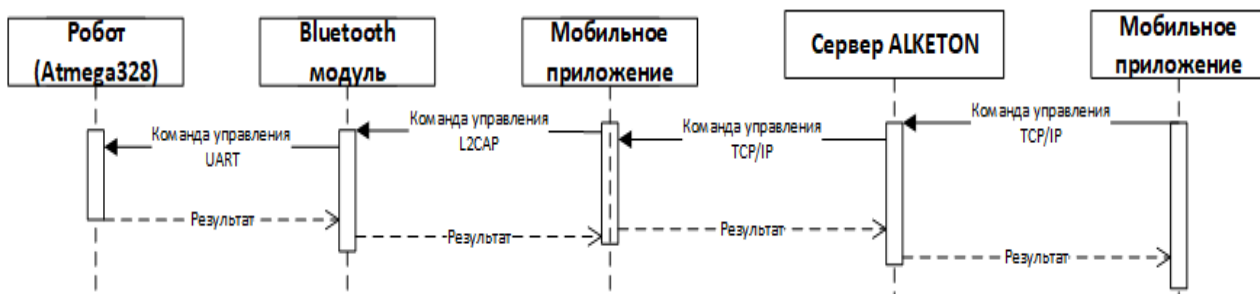 Робот
(Atmega328)
Bluetooth
модуль
Мобильное
приложение
Сервер ALKETON
Мобильное
приложение
Команда управления
UART
Команда управления
L2CAP
Команда управления
TCP/IP
Команда управления
TCP/IP
Результат
Результат
Результат
Результат